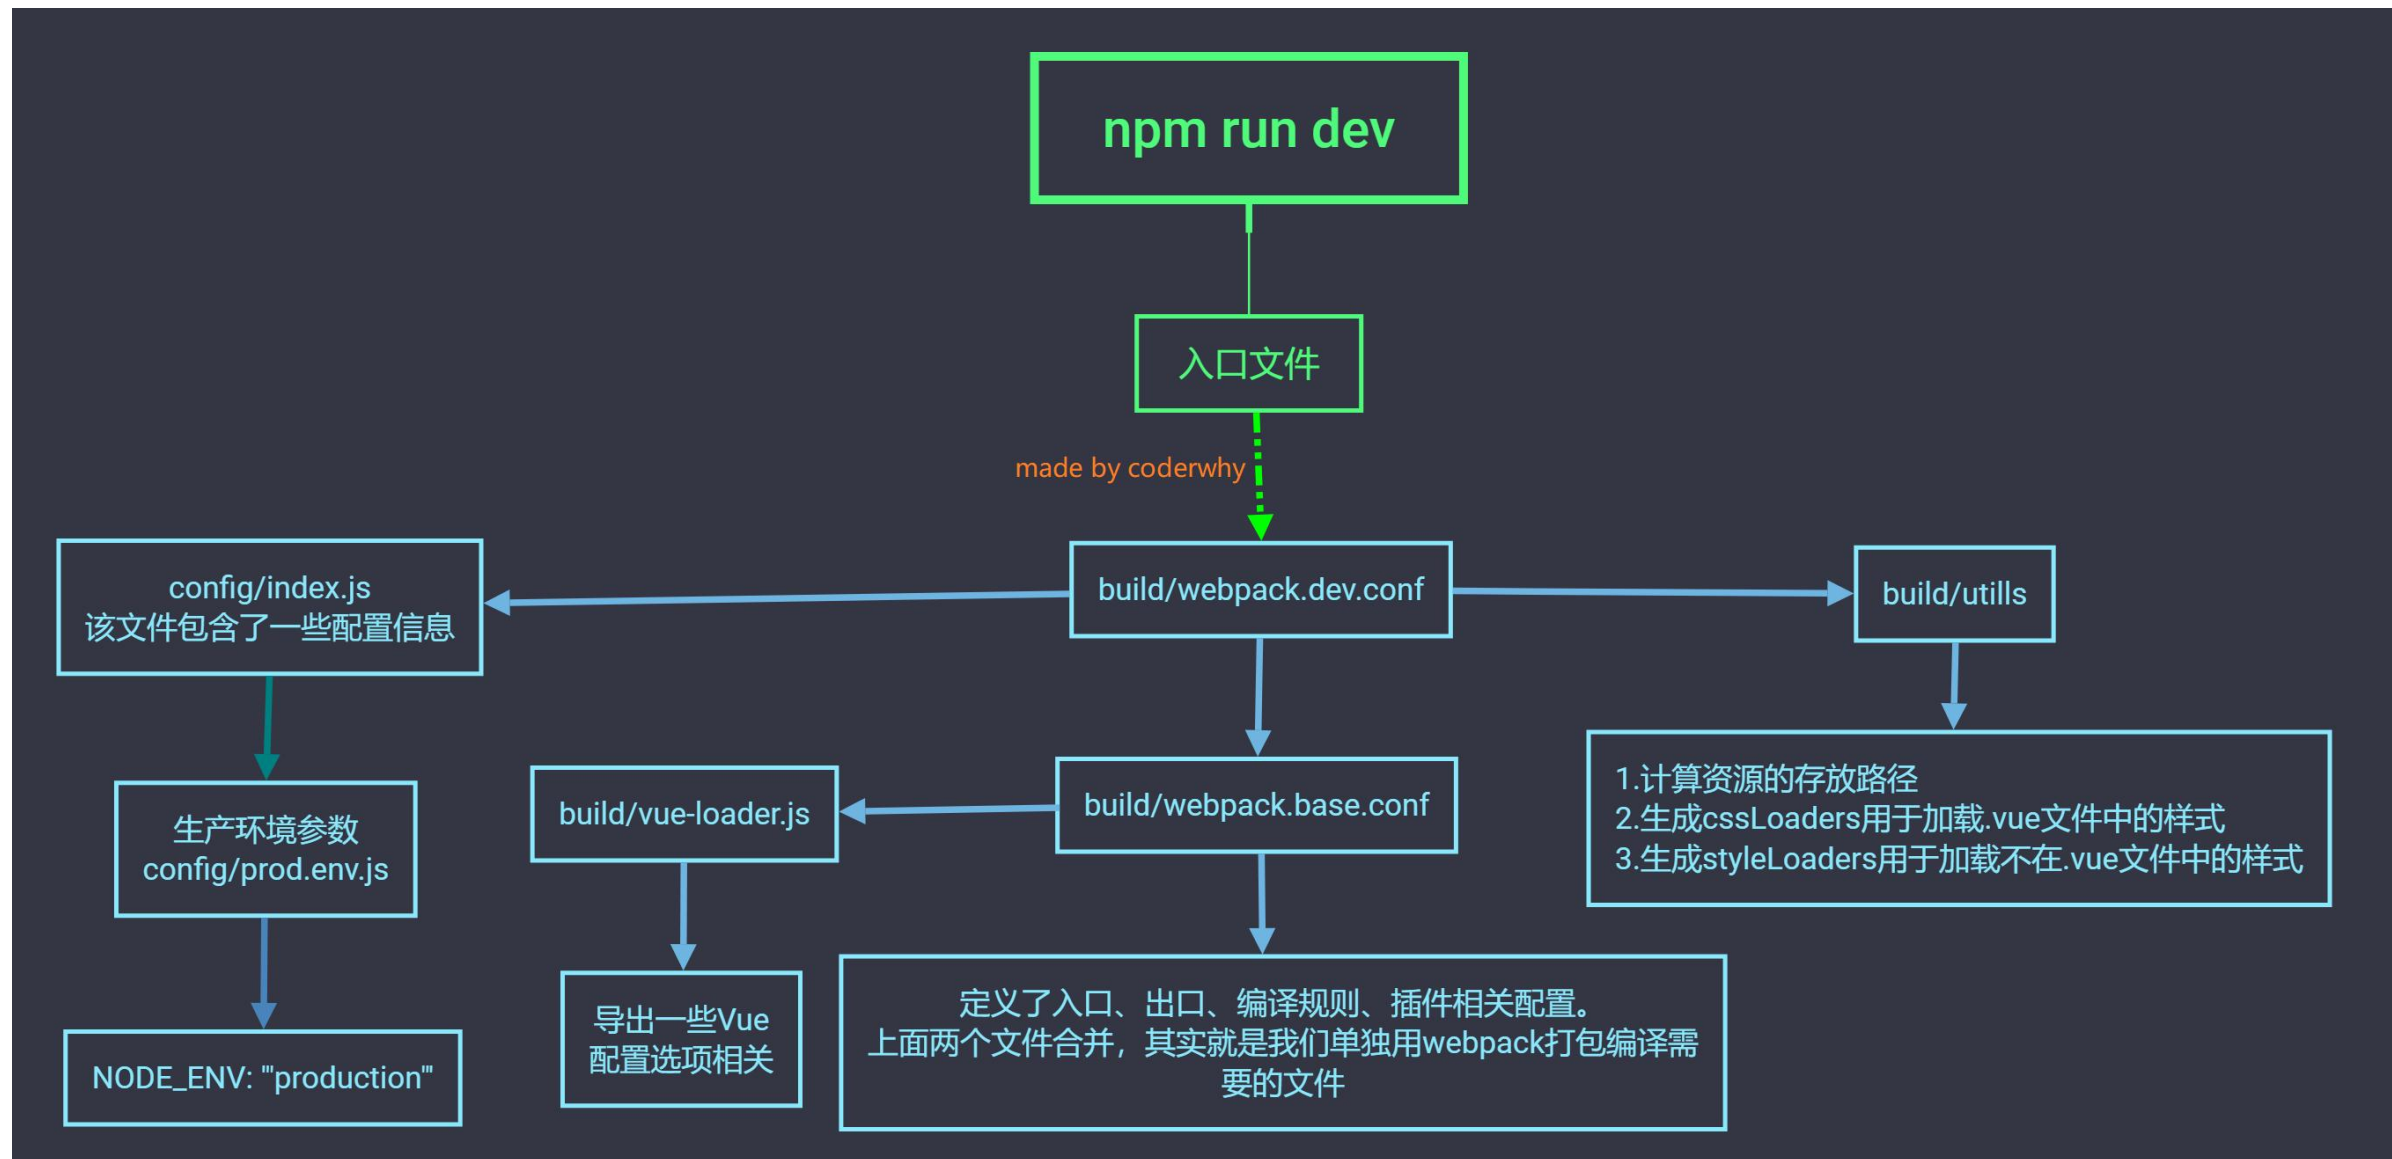 npm run dev
入口文件
made by coderwhy
config/index.js
该文件包含了一些配置信息
build/webpack.dev.conf
build/utills
生产环境参数
config/prod.env.js
build/vue-loader.js
build/webpack.base.conf
1.计算资源的存放路径
2.生成cssLoaders用于加载.vue文件中的样式
3.生成styleLoaders用于加载不在.vue文件中的样式
NODE_ENV: '"production"'
导出一些Vue
配置选项相关
定义了入口、出口、编译规则、插件相关配置。
上面两个文件合并，其实就是我们单独用webpack打包编译需
要的文件